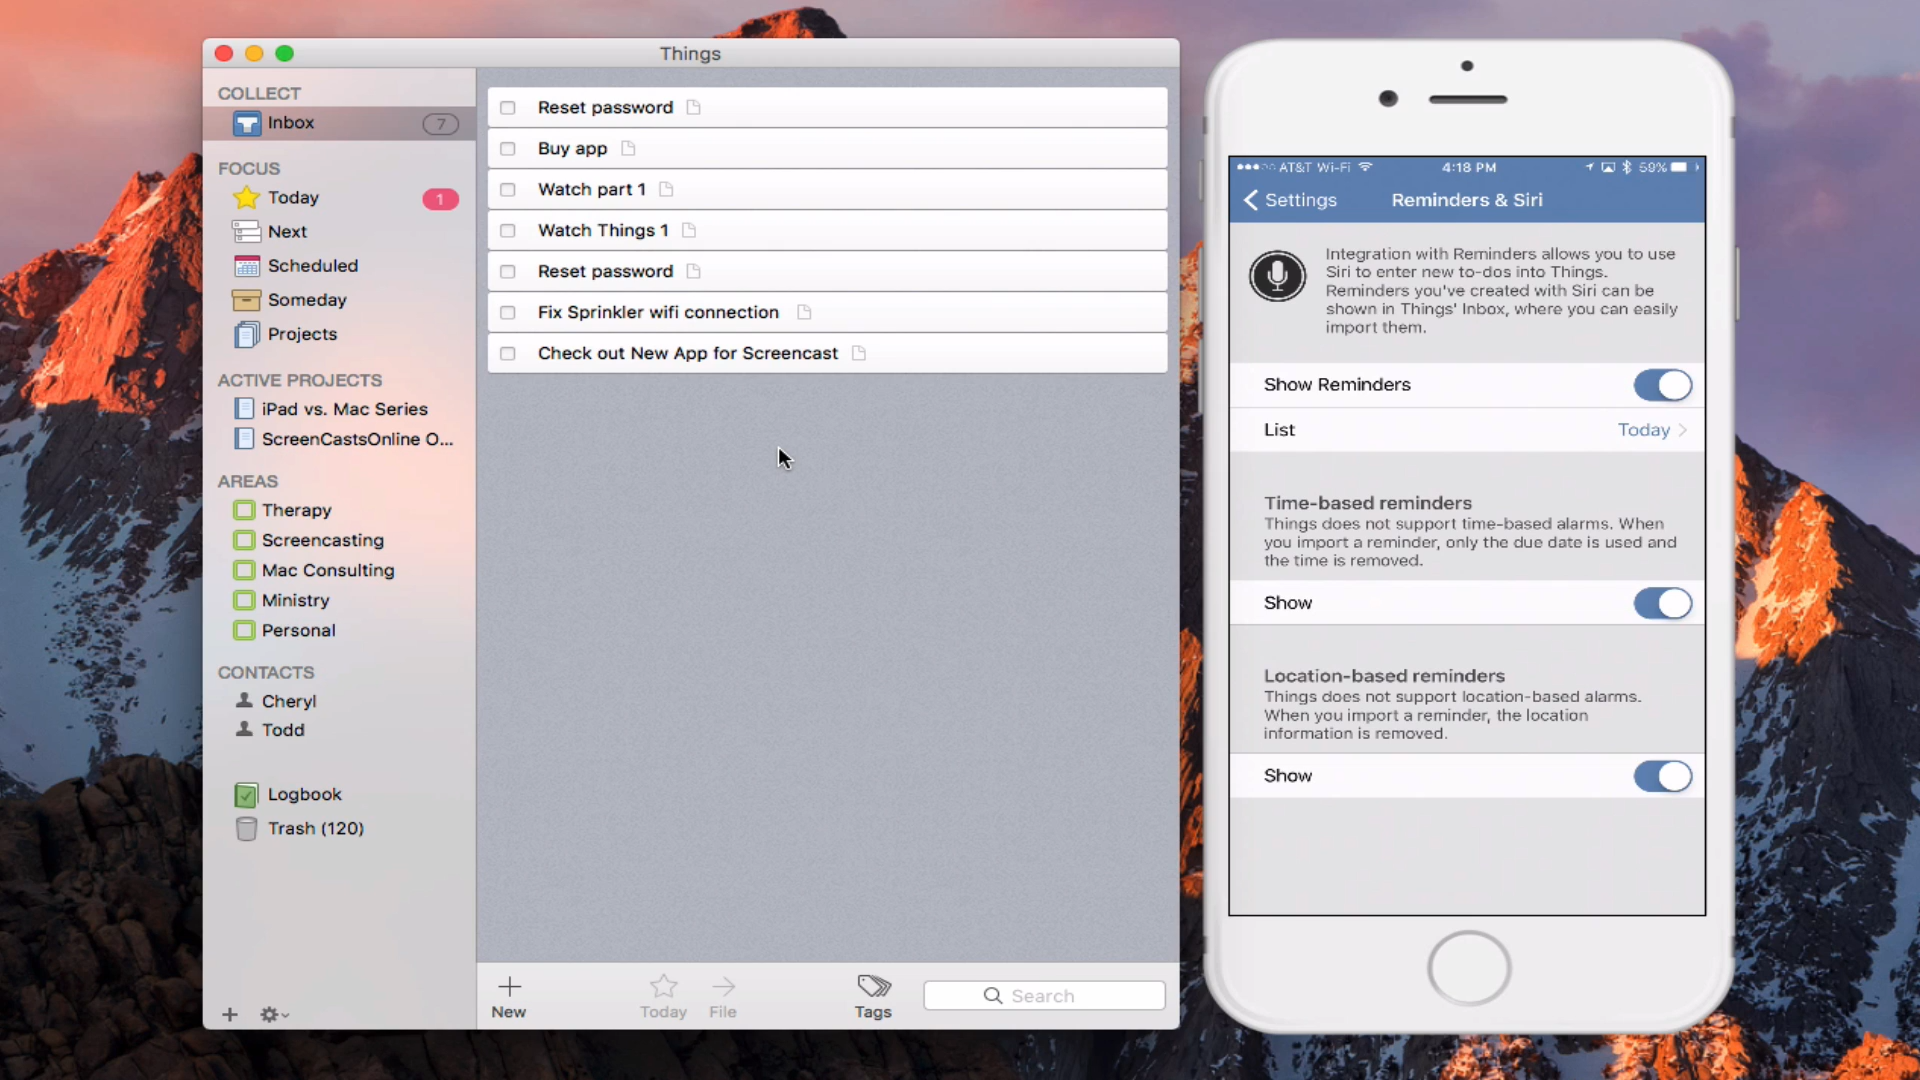 Things
COLLECT
Inbox
7
FOCUS
Today
1
Next
Scheduled
Someday
Projects
ACTIVE PROJECTS
iPad vs. Mac Series
ScreenCastsOnline O...
AREAS
Therapy
Screencasting
Mac Consulting
Ministry
Personal
CONTACTS
Cheryl
Todd
Logbook
Trash (120)
Reset password
Buy app
Watch part 1
Watch Things 1
Reset password
Fix Sprinkler wifi connection
Check out New App for Screencast
New
Today
File
Tags
Search
AT&T Wi-Fi
4:18 PM
59%
Settings
Reminders & Siri
Integration with Reminders allows you to use
Siri to enter new to-dos into Things.
Reminders you've created with Siri can be
shown in Things' Inbox, where you can easily
import them.
Show Reminders
List
Today
Time-based reminders
Things does not support time-based alarms. When
you import a reminder, only the due date is used and
the time is removed.
Show
Location-based reminders
Things does not support location-based alarms.
When you import a reminder, the location
information is removed.
Show